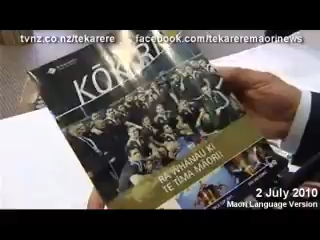 tvnz.co.nz/tekarere facebook.com/tekareremaorinews
KŌKIRI
RĀ WHĀNAU KI
TE TĪMA MĀORI!
2 July 2010
Maori Language Version